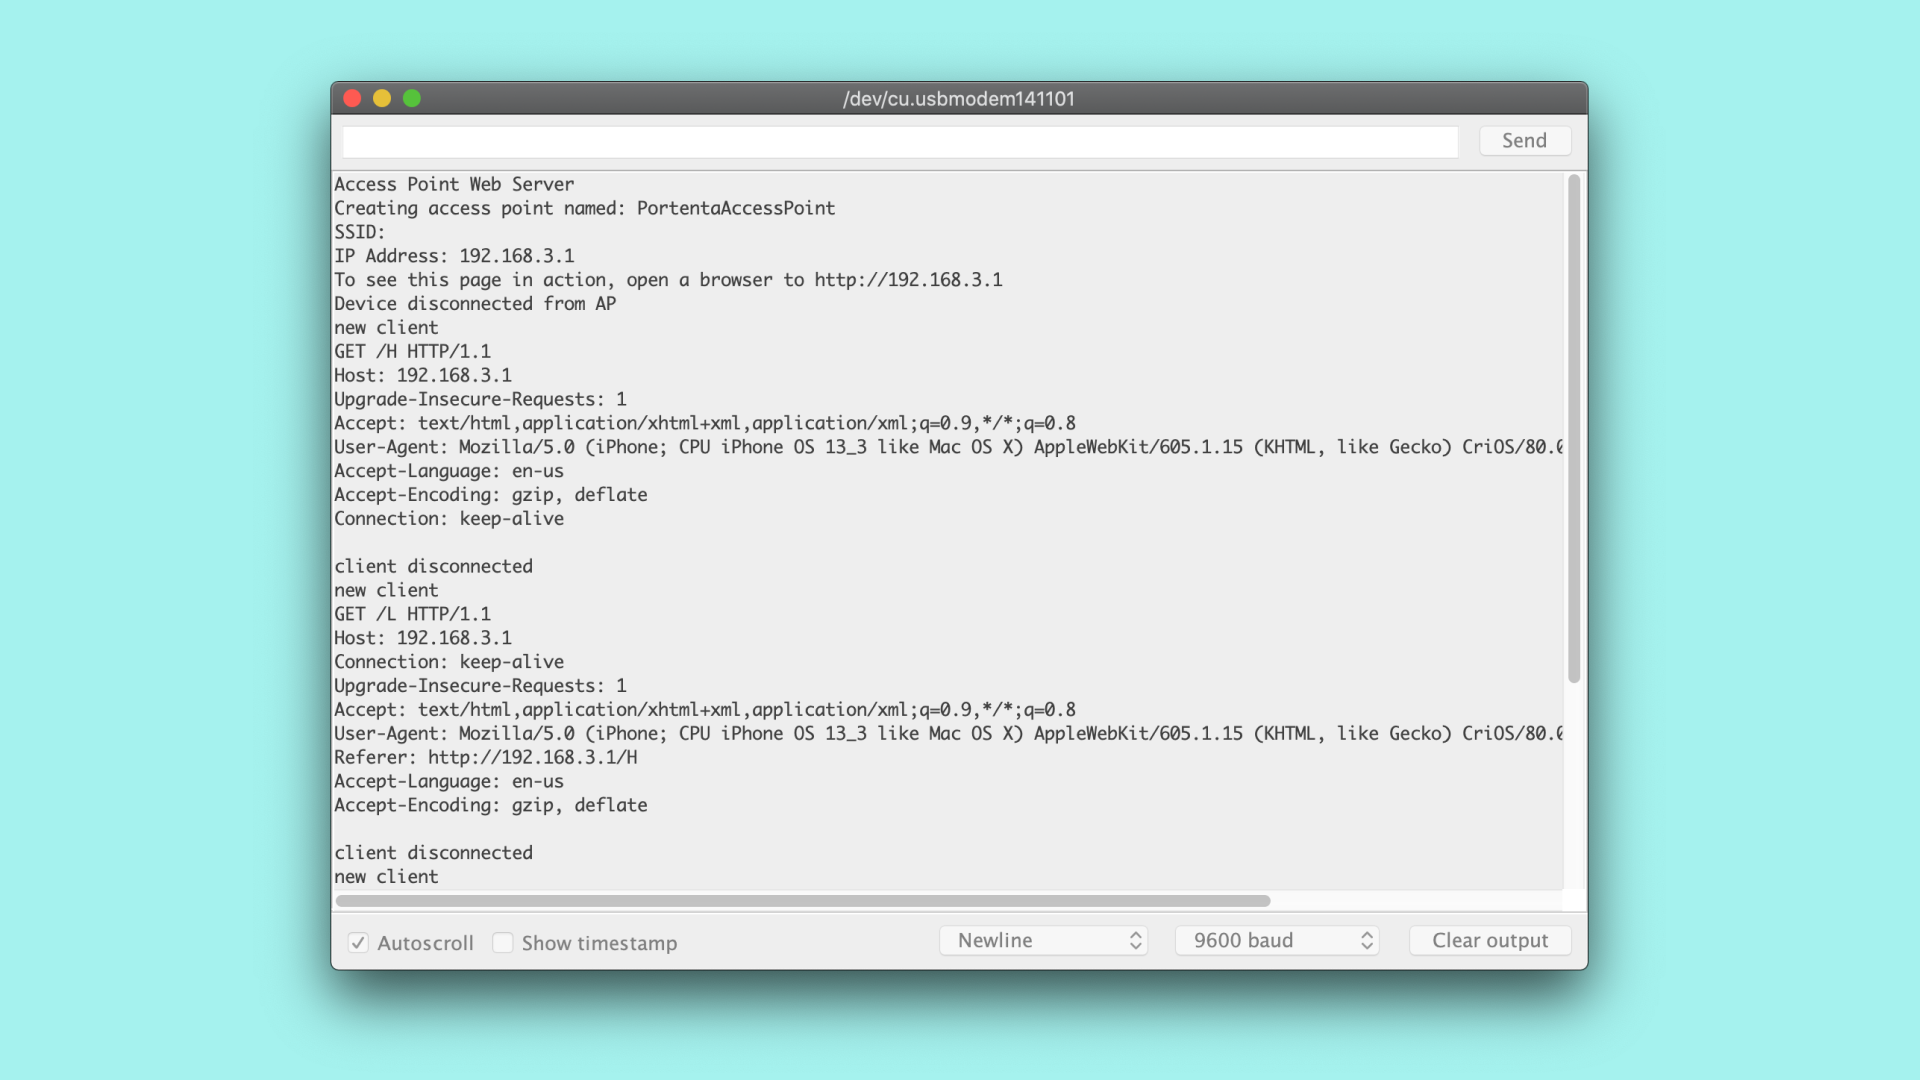 /dev/cu.usbmodem141101
Send
Access Point Web Server
Creating access point named: PortentaAccessPoint
SSID:
IP Address: 192.168.3.1
To see this page in action, open a browser to http://192.168.3.1
Device disconnected from AP
new client
GET /H HTTP/1.1
Host: 192.168.3.1
Upgrade-Insecure-Requests: 1
Accept: text/html,application/xhtml+xml,application/xml;q=0.9,*/*;q=0.8
User-Agent: Mozilla/5.0 (iPhone; CPU iPhone OS 13_3 like Mac OS X) AppleWebKit/605.1.15 (KHTML, like Gecko) CriOS/80.0
Accept-Language: en-us
Accept-Encoding: gzip, deflate
Connection: keep-alive
client disconnected
new client
GET /L HTTP/1.1
Host: 192.168.3.1
Connection: keep-alive
Upgrade-Insecure-Requests: 1
Accept: text/html,application/xhtml+xml,application/xml;q=0.9,*/*;q=0.8
User-Agent: Mozilla/5.0 (iPhone; CPU iPhone OS 13_3 like Mac OS X) AppleWebKit/605.1.15 (KHTML, like Gecko) CriOS/80.0
Referer: http://192.168.3.1/H
Accept-Language: en-us
Accept-Encoding: gzip, deflate
client disconnected
new client
Autoscroll Show timestamp Newline 9600 baud Clear output